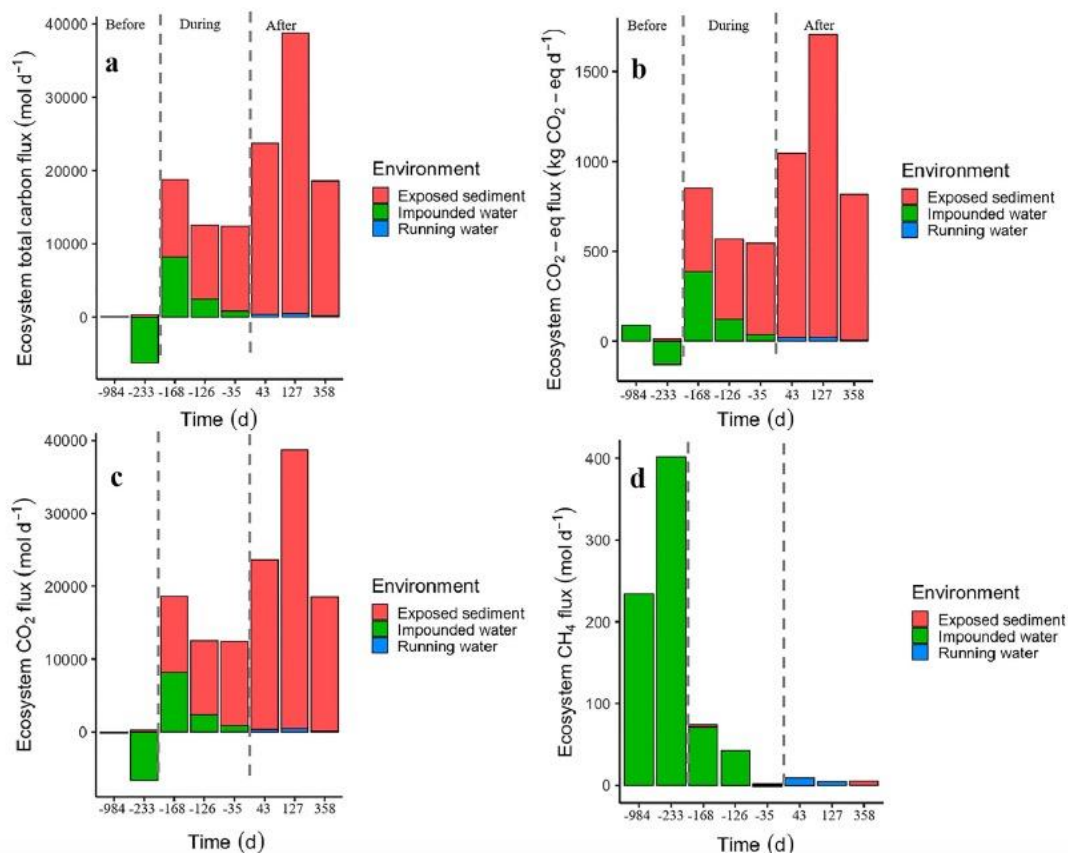 Before During After
a
Ecosystem total carbon flux (mol d⁻¹)
40000
30000
20000
10000
0
-984 -233 -168 -126 -35 43 127 358
Time (d)
Environment
Exposed sediment
Impounded water
Running water
Before During After
b
Ecosystem CO₂−eq flux (kg CO₂−eq d⁻¹)
1500
1000
500
0
-984 -233 -168 -126 -35 43 127 358
Time (d)
Environment
Exposed sediment
Impounded water
Running water
c
Ecosystem CO₂ flux (mol d⁻¹)
40000
30000
20000
10000
0
-984 -233 -168 -126 -35 43 127 358
Time (d)
Environment
Exposed sediment
Impounded water
Running water
d
Ecosystem CH₄ flux (mol d⁻¹)
400
300
200
100
0
-984 -233 -168 -126 -35 43 127 358
Time (d)
Environment
Exposed sediment
Impounded water
Running water